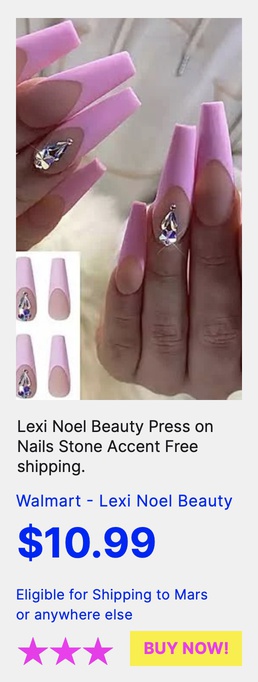 Lexi Noel Beauty Press on
Nails Stone Accent Free
shipping.
Walmart - Lexi Noel Beauty
$10.99
Eligible for Shipping to Mars
or anywhere else
BUY NOW!